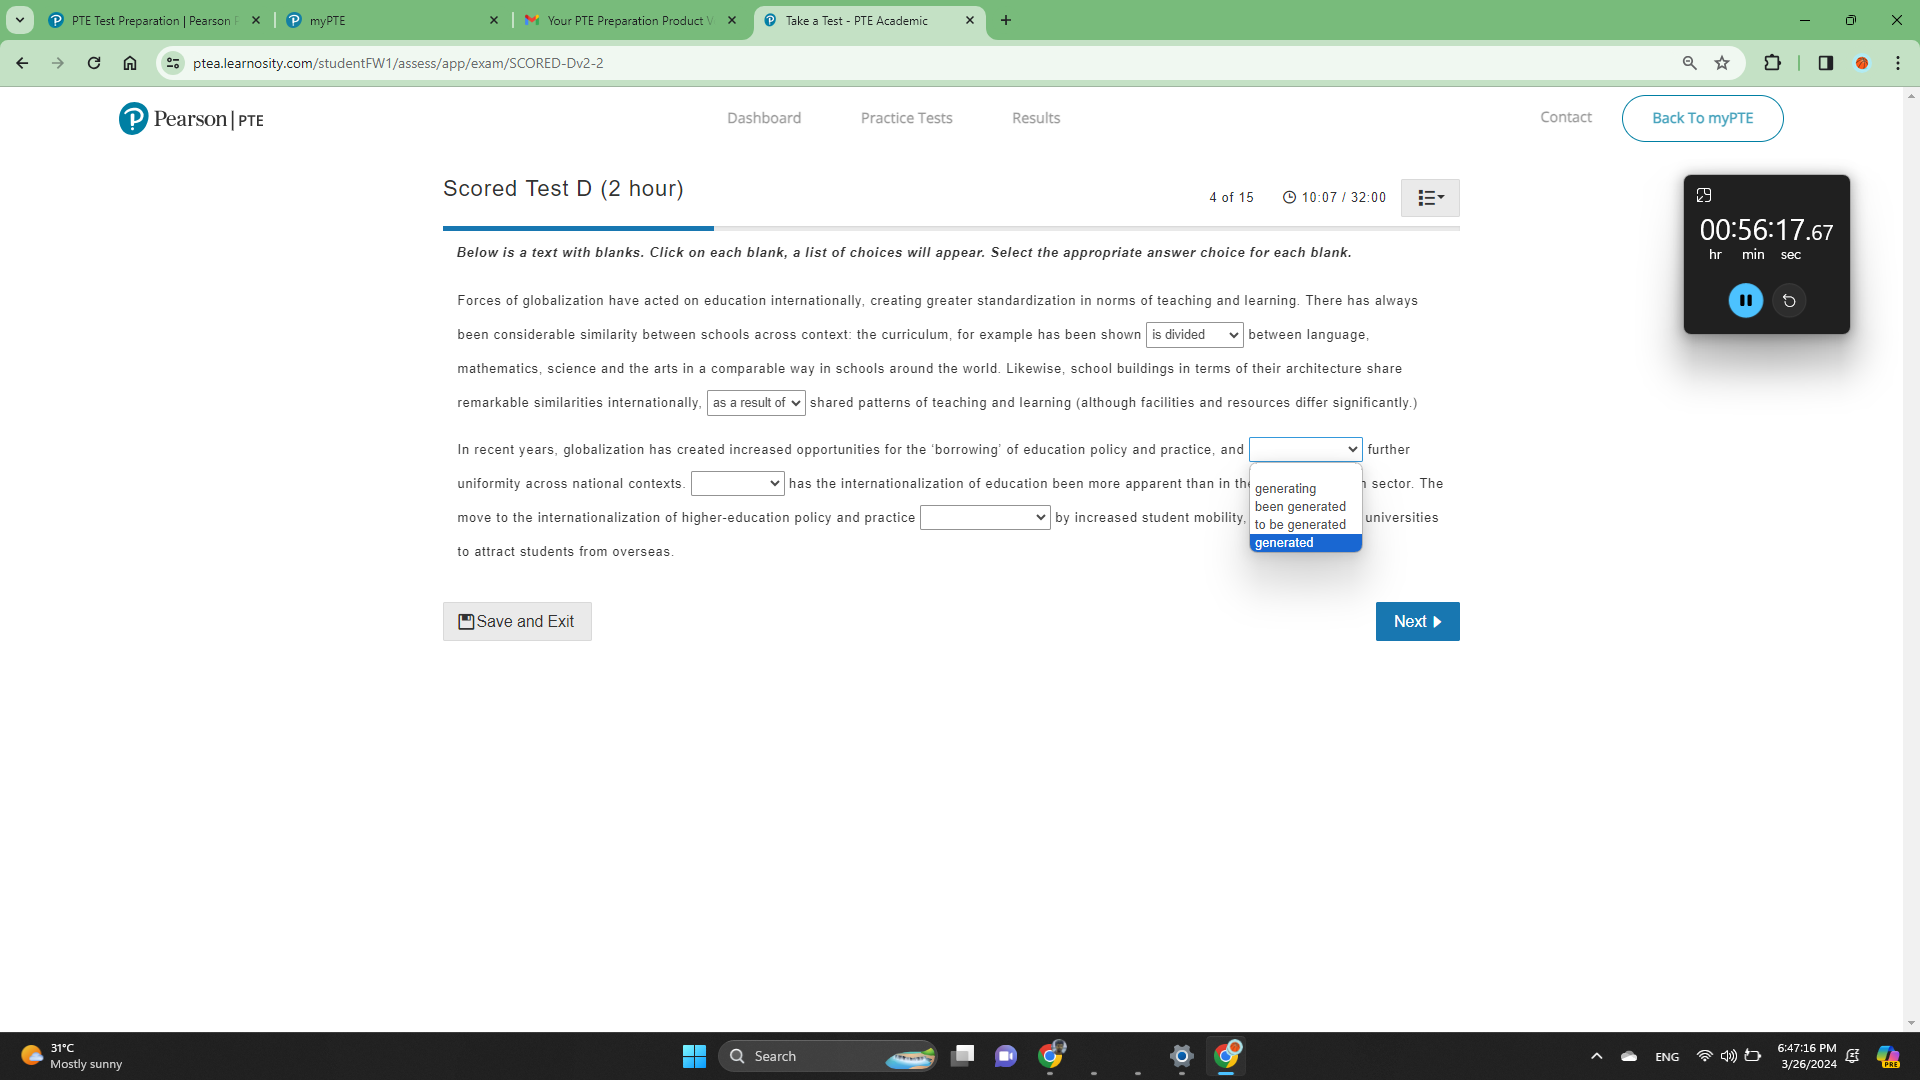 PTE Test Preparation | Pearson P
myPTE
Your PTE Preparation Product V
Take a Test - PTE Academic
ptea.learnosity.com/studentFW1/assess/app/exam/SCORED-Dv2-2
Pearson | PTE
Dashboard
Practice Tests
Results
Contact
Back To myPTE
Scored Test D (2 hour)
4 of 15
10:07 / 32:00
00:56:17.67
hr min sec
Below is a text with blanks. Click on each blank, a list of choices will appear. Select the appropriate answer choice for each blank.
Forces of globalization have acted on education internationally, creating greater standardization in norms of teaching and learning. There has always
been considerable similarity between schools across context: the curriculum, for example has been shown is divided between language,
mathematics, science and the arts in a comparable way in schools around the world. Likewise, school buildings in terms of their architecture share
remarkable similarities internationally, as a result of shared patterns of teaching and learning (although facilities and resources differ significantly.)
In recent years, globalization has created increased opportunities for the ‘borrowing’ of education policy and practice, and further
uniformity across national contexts. has the internationalization of education been more apparent than in the sector. The
move to the internationalization of higher-education policy and practice by increased student mobility, universities
to attract students from overseas.
generating
been generated
to be generated
generated
Save and Exit
Next
31°C
Mostly sunny
Search
ENG
6:47:16 PM
3/26/2024
PRE